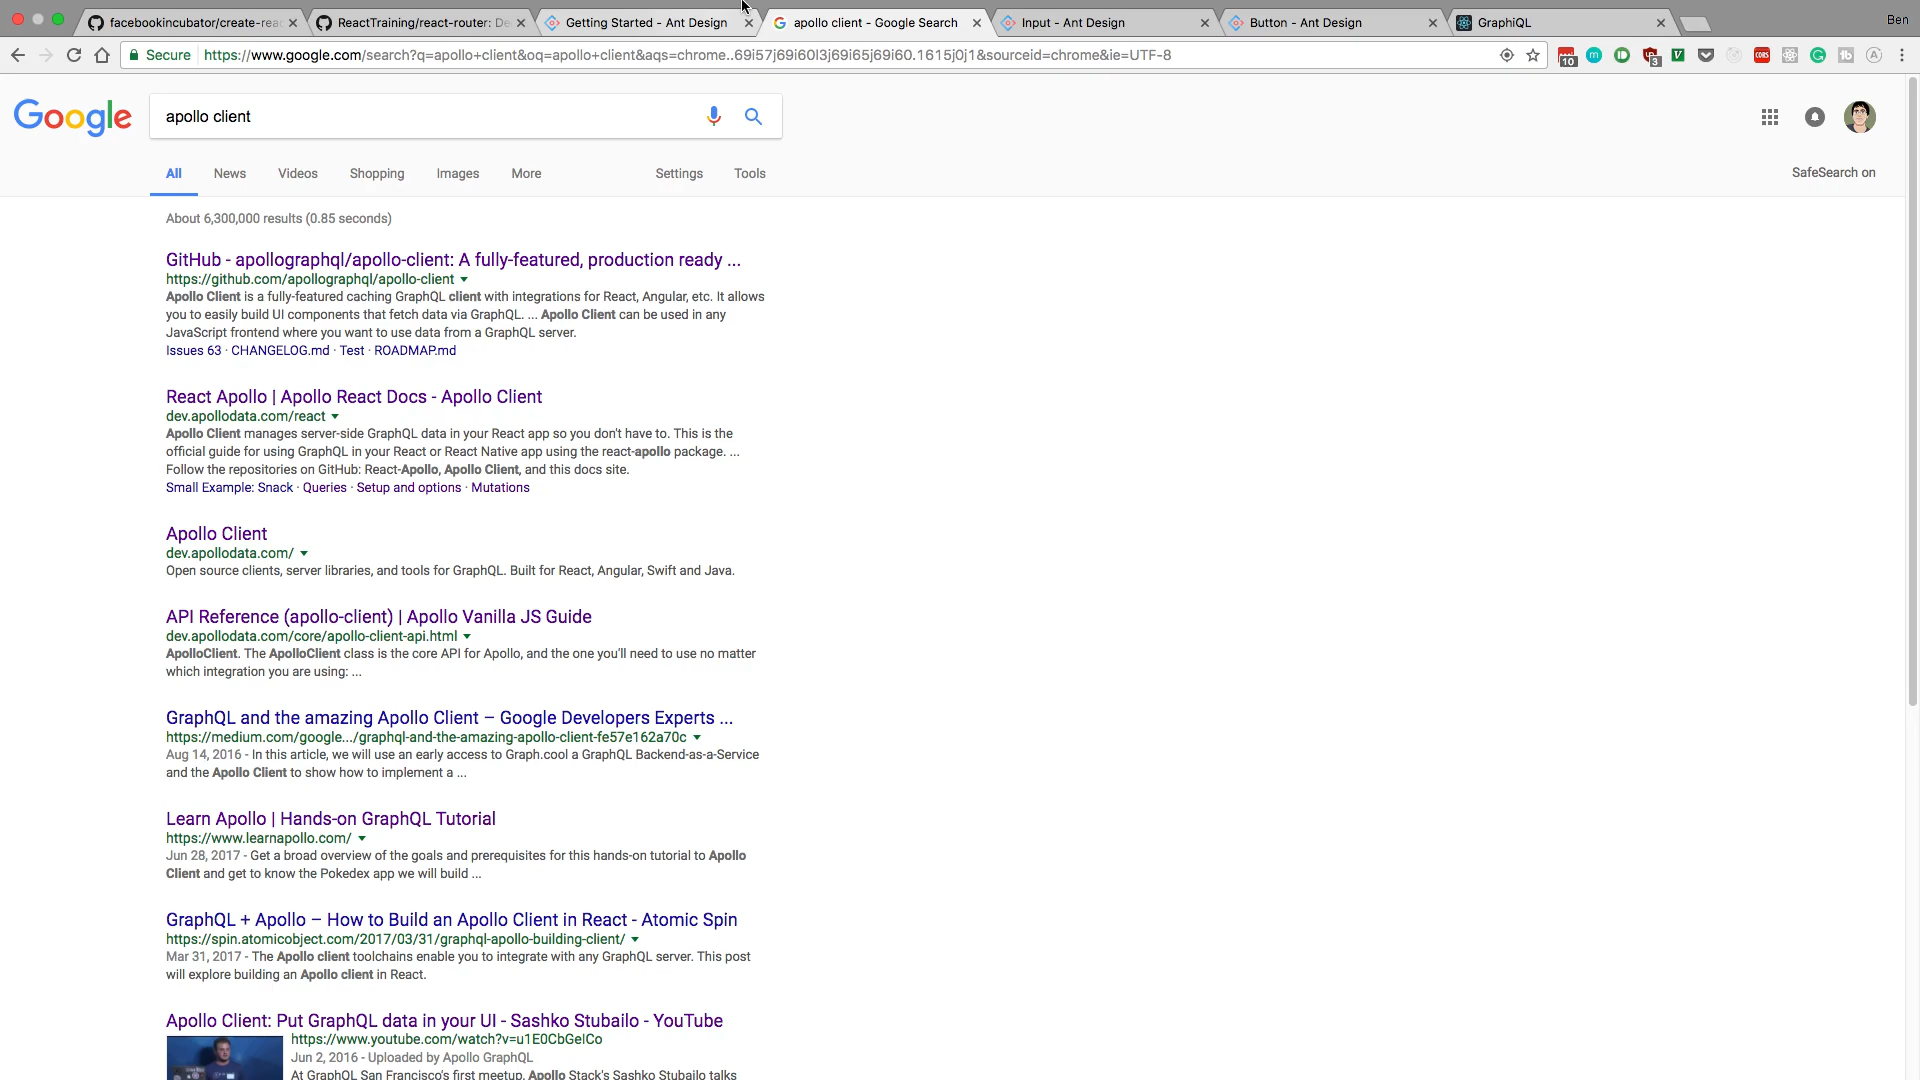 facebookincubator/create-rea
ReactTraining/react-router: De
Getting Started - Ant Design
apollo client - Google Search
Input - Ant Design
Button - Ant Design
GraphiQL
Ben
Secure
https://www.google.com/search?q=apollo+client&oq=apollo+client&aqs=chrome..69i57j69i60l3j69i65j69i60.1615j0j1&sourceid=chrome&ie=UTF-8
10
m
3
V
CORS
Google
apollo client
All
News
Videos
Shopping
Images
More
Settings
Tools
SafeSearch on
About 6,300,000 results (0.85 seconds)
GitHub - apollographql/apollo-client: A fully-featured, production ready ...
https://github.com/apollographql/apollo-client
Apollo Client is a fully-featured caching GraphQL client with integrations for React, Angular, etc. It allows
you to easily build UI components that fetch data via GraphQL. ... Apollo Client can be used in any
JavaScript frontend where you want to use data from a GraphQL server.
Issues 63 · CHANGELOG.md · Test · ROADMAP.md
React Apollo | Apollo React Docs - Apollo Client
dev.apollodata.com/react
Apollo Client manages server-side GraphQL data in your React app so you don't have to. This is the
official guide for using GraphQL in your React or React Native app using the react-apollo package. ...
Follow the repositories on GitHub: React-Apollo, Apollo Client, and this docs site.
Small Example: Snack · Queries · Setup and options · Mutations
Apollo Client
dev.apollodata.com/
Open source clients, server libraries, and tools for GraphQL. Built for React, Angular, Swift and Java.
API Reference (apollo-client) | Apollo Vanilla JS Guide
dev.apollodata.com/core/apollo-client-api.html
ApolloClient. The ApolloClient class is the core API for Apollo, and the one you'll need to use no matter
which integration you are using: ...
GraphQL and the amazing Apollo Client – Google Developers Experts ...
https://medium.com/google.../graphql-and-the-amazing-apollo-client-fe57e162a70c
Aug 14, 2016 - In this article, we will use an early access to Graph.cool a GraphQL Backend-as-a-Service
and the Apollo Client to show how to implement a ...
Learn Apollo | Hands-on GraphQL Tutorial
https://www.learnapollo.com/
Jun 28, 2017 - Get a broad overview of the goals and prerequisites for this hands-on tutorial to Apollo
Client and get to know the Pokedex app we will build ...
GraphQL + Apollo – How to Build an Apollo Client in React - Atomic Spin
https://spin.atomicobject.com/2017/03/31/graphql-apollo-building-client/
Mar 31, 2017 - The Apollo client toolchains enable you to integrate with any GraphQL server. This post
will explore building an Apollo client in React.
Apollo Client: Put GraphQL data in your UI - Sashko Stubailo - YouTube
https://www.youtube.com/watch?v=u1E0CbGeICo
Jun 2, 2016 - Uploaded by Apollo GraphQL
At GraphQL San Francisco's first meetup, Apollo Stack's Sashko Stubailo talks